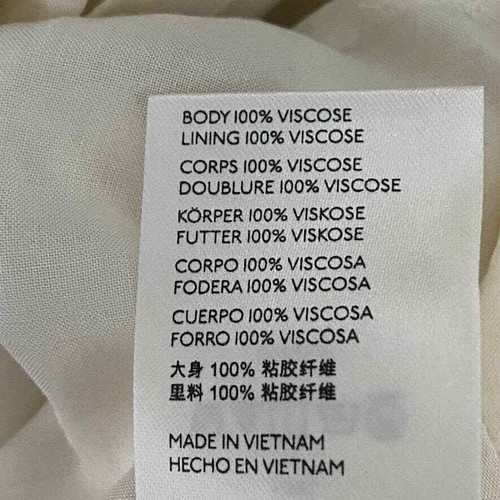 BODY 100% VISCOSE
LINING 100% VISCOSE
CORPS 100% VISCOSE
DOUBLURE 100% VISCOSE
KÖRPER 100% VISKOSE
FUTTER 100% VISKOSE
CORPO 100% VISCOSA
FODERA 100% VISCOSA
CUERPO 100% VISCOSA
FORRO 100% VISCOSA
大身 100% 粘胶纤维
里料 100% 粘胶纤维
MADE IN VIETNAM
HECHO EN VIETNAM